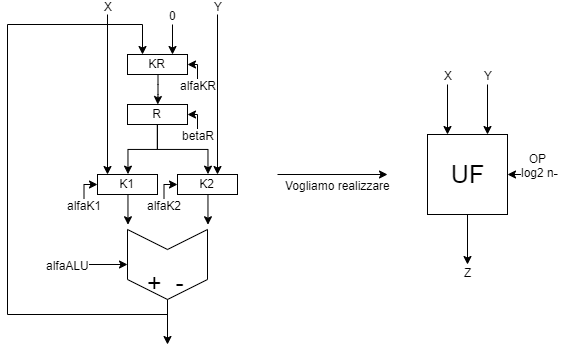 X
0
Y
KR
alfaKR
R
betaR
K1
K2
alfaK1
alfaK2
alfaALU
+ -
Vogliamo realizzare
X
Y
UF
OP
-log2 n-
Z